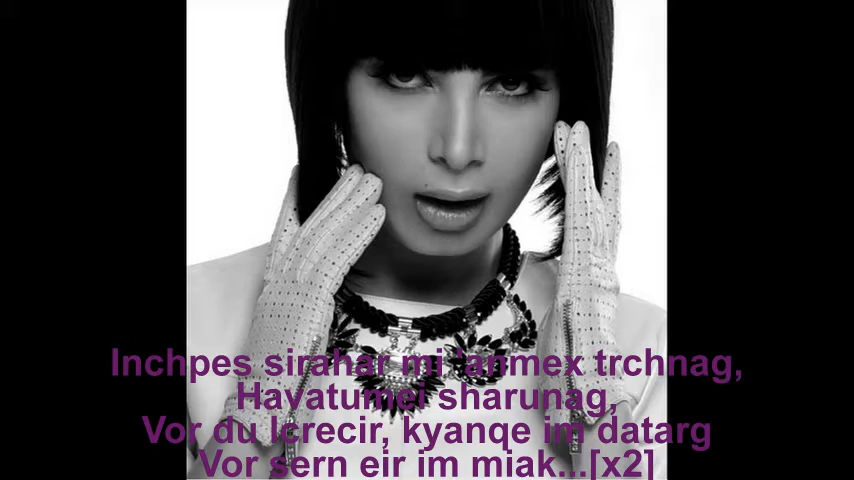 Inchpes sirahar mi 'anmex trchnag,
Havatumei sharunag,
Vor du lcrecir, kyanqe im datarg
Vor sern eir im miak...[x2]